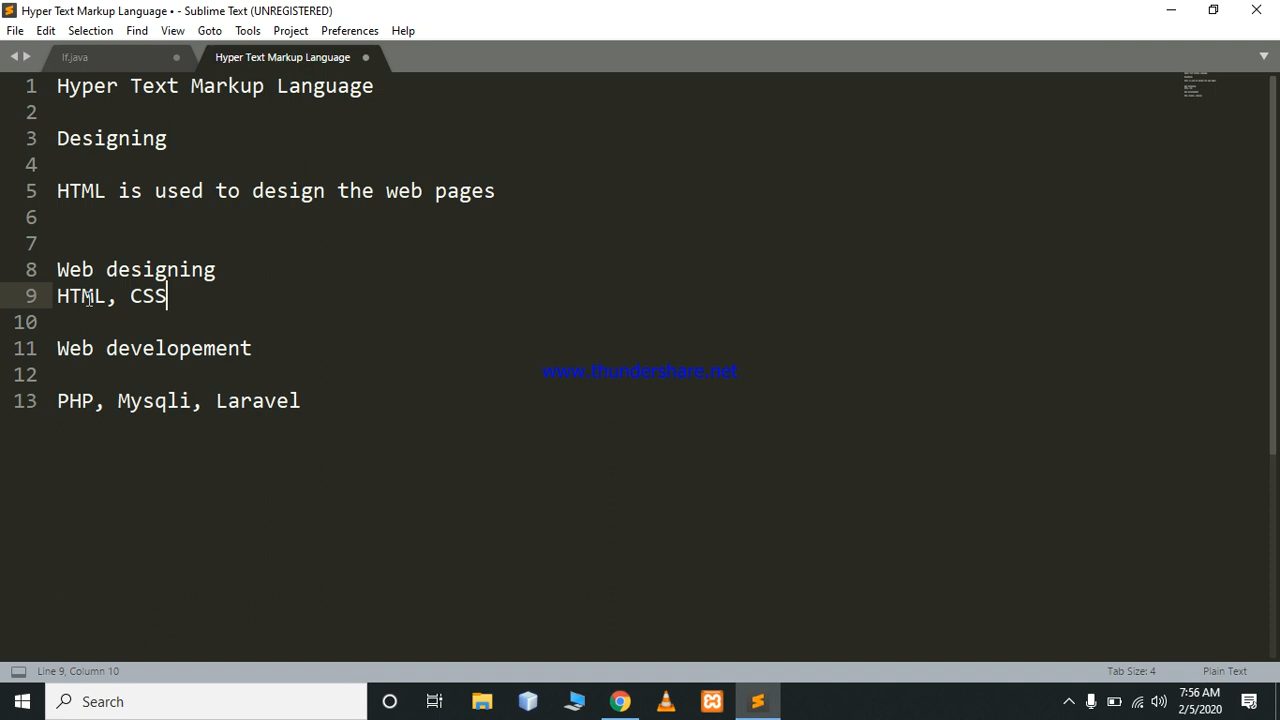 Hyper Text Markup Language • - Sublime Text (UNREGISTERED)
File Edit Selection Find View Goto Tools Project Preferences Help
If.java Hyper Text Markup Language
1 Hyper Text Markup Language
2
3 Designing
4
5 HTML is used to design the web pages
6
7
8 Web designing
9 HTML, CSS
10
11 Web developement
www.thundershare.net
12
13 PHP, Mysqli, Laravel
Line 9, Column 10 Tab Size: 4 Plain Text
Search 7:56 AM
2/5/2020